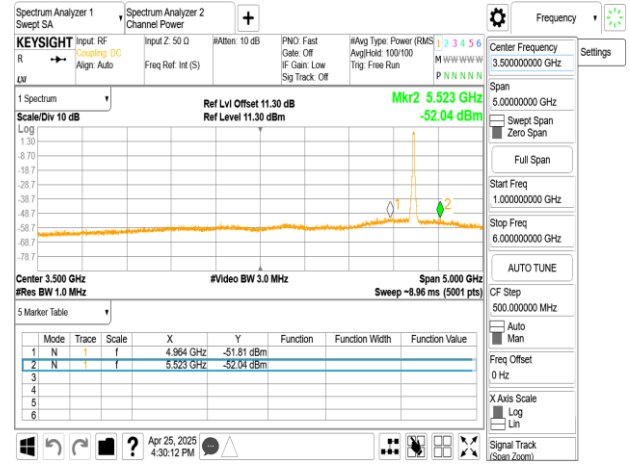 Spectrum Analyzer 1
Swept SA
Spectrum Analyzer 2
Channel Power
+
Frequency
KEYSIGHT
R
Input: RF
Coupling: DC
Align: Auto
Input Z: 50 Ω
Freq Ref: Int (S)
#Atten: 10 dB
PNO: Fast
Gate: Off
IF Gain: Low
Sig Track: Off
#Avg Type: Power (RMS
Avg|Hold: 100/100
Trig: Free Run
1 2 3 4 5 6
M W W W W W
P N N N N N
Center Frequency
3.500000000 GHz
Settings
Span
5.00000000 GHz
Swept Span
Zero Span
Full Span
Start Freq
1.000000000 GHz
Stop Freq
6.000000000 GHz
AUTO TUNE
CF Step
500.000000 MHz
Auto
Man
Freq Offset
0 Hz
X Axis Scale
Log
Lin
Signal Track
(Span Zoom)
1 Spectrum
Scale/Div 10 dB
Ref Lvl Offset 11.30 dB
Ref Level 11.30 dBm
Mkr2 5.523 GHz
-52.04 dBm
Log
1.30
-8.70
-18.7
-28.7
-38.7
-48.7
-58.7
-68.7
-78.7
1
2
Center 3.500 GHz
#Res BW 1.0 MHz
#Video BW 3.0 MHz
Span 5.000 GHz
Sweep ~8.96 ms (5001 pts)
5 Marker Table
Mode Trace Scale X Y Function Function Width Function Value
1 N 1 f 4.964 GHz -51.81 dBm
2 N 1 f 5.523 GHz -52.04 dBm
3
4
5
6
?
Apr 25, 2025
4:30:12 PM